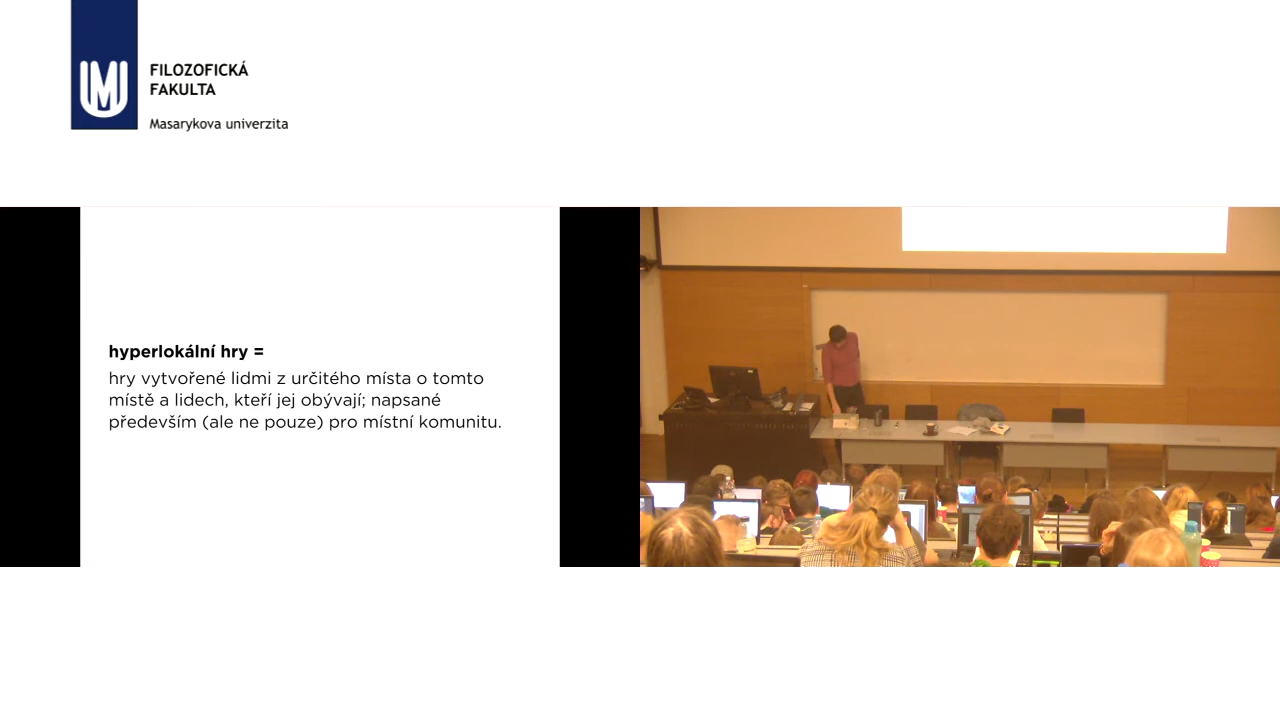 FILOZOFICKÁ
FAKULTA
Masarykova univerzita
hyperlokální hry =
hry vytvořené lidmi z určitého místa o tomto
místě a lidech, kteří jej obývají; napsané
především (ale ne pouze) pro místní komunitu.